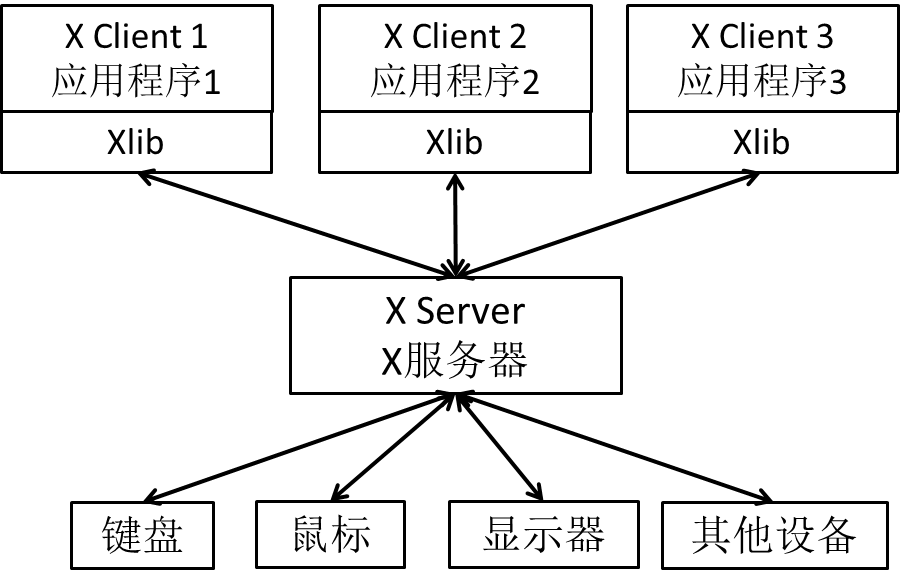 X Client 1
应用程序1
Xlib
X Client 2
应用程序2
Xlib
X Client 3
应用程序3
Xlib
X Server
X服务器
键盘
鼠标
显示器
其他设备